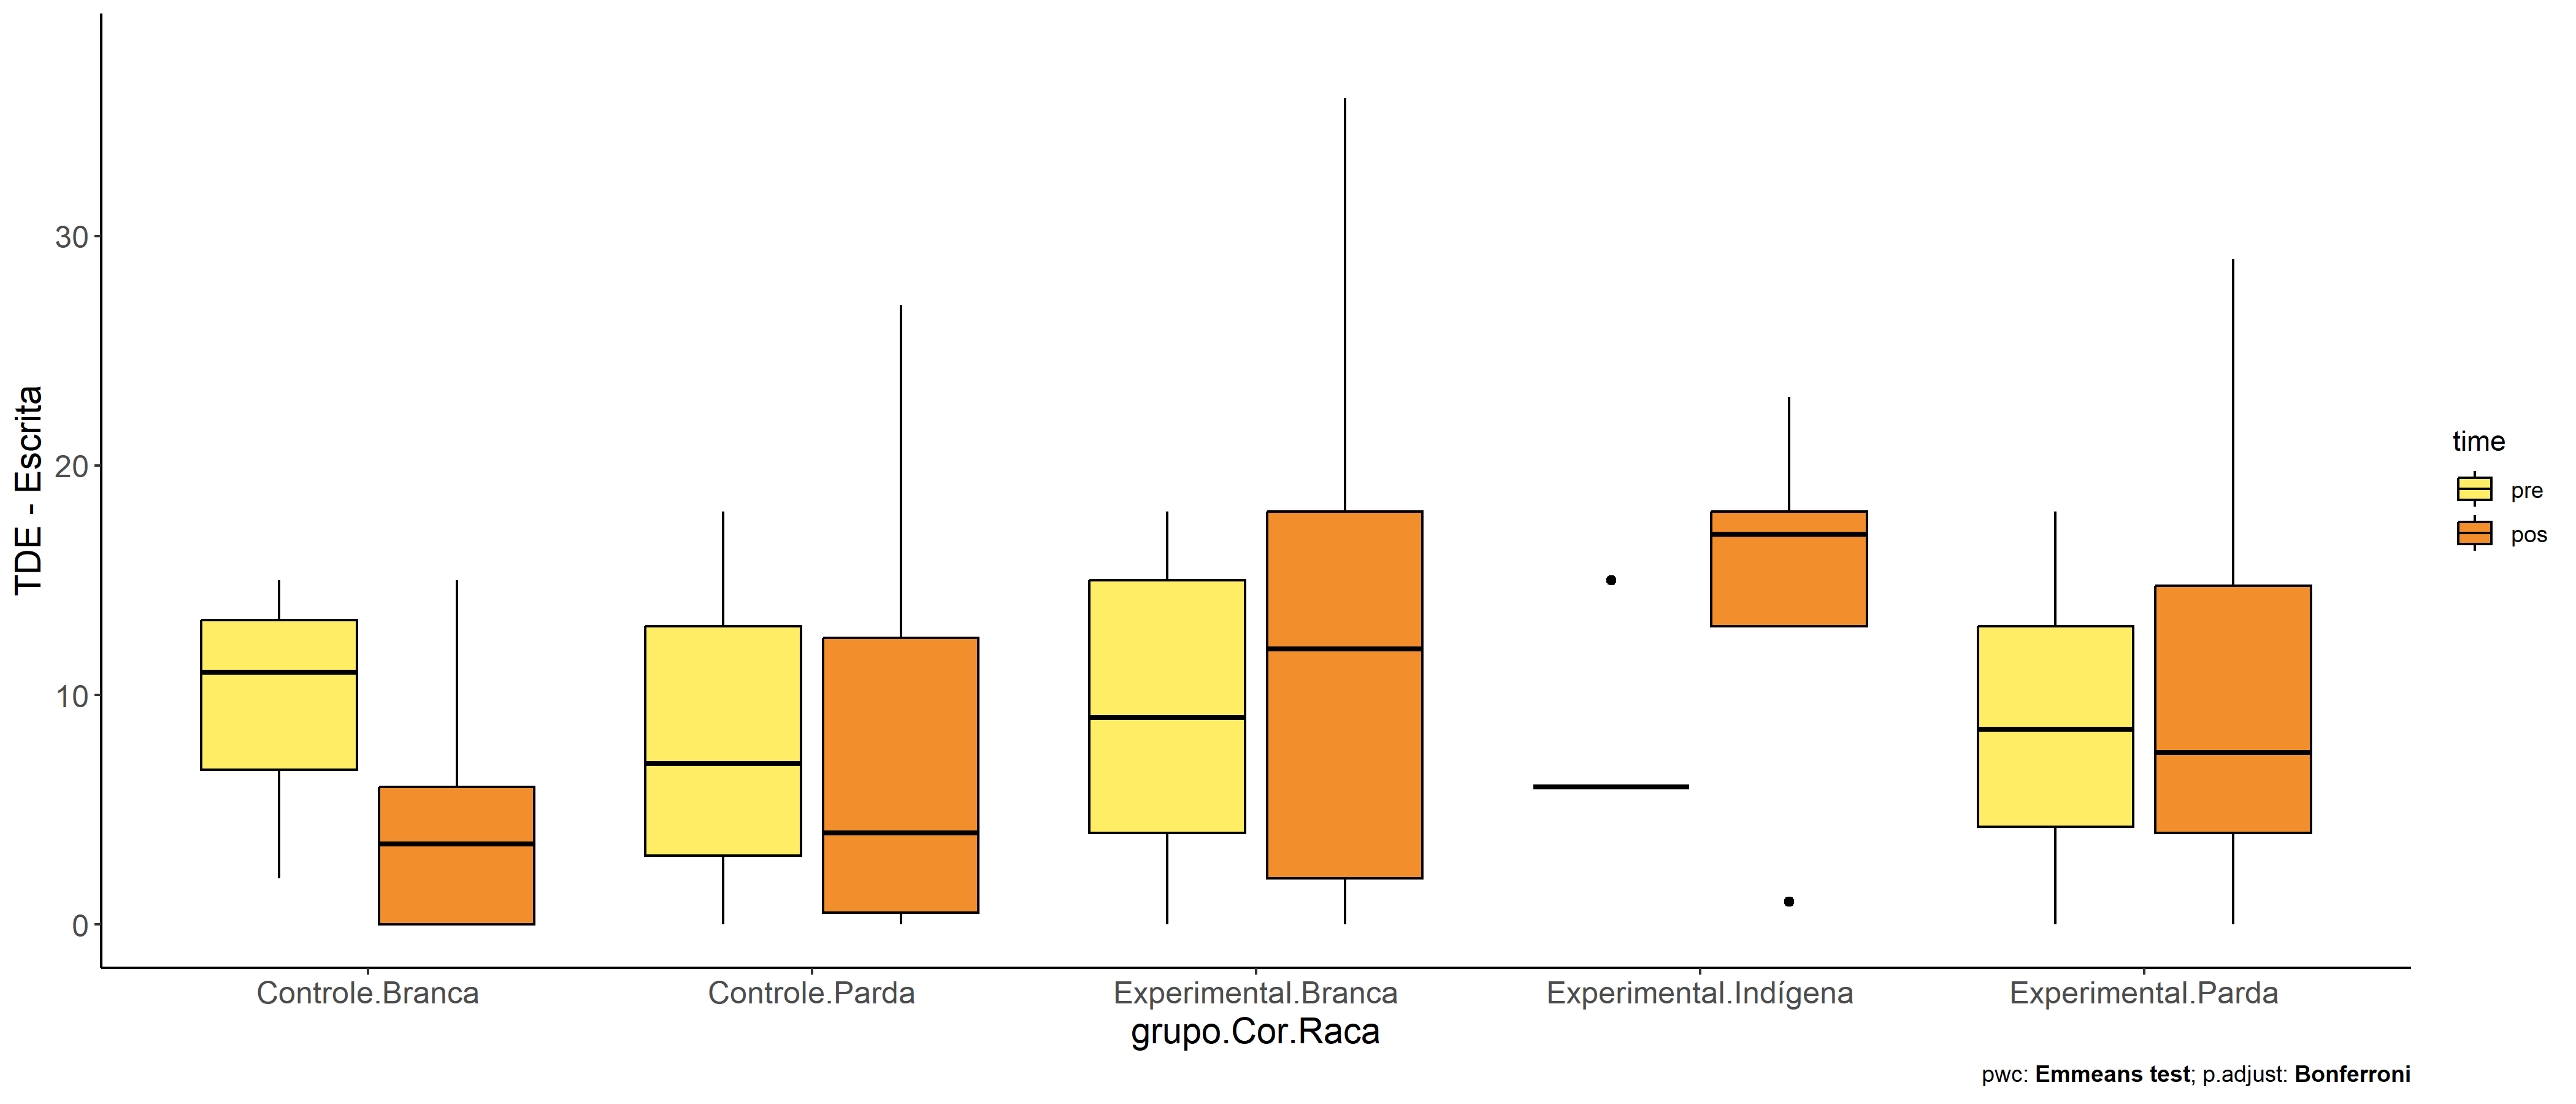 TDE - Escrita
30
20
10
0
Controle.Branca
Controle.Parda
Experimental.Branca
Experimental.Indígena
Experimental.Parda
grupo.Cor.Raca
time
pre
pos
pwc: Emmeans test; p.adjust: Bonferroni